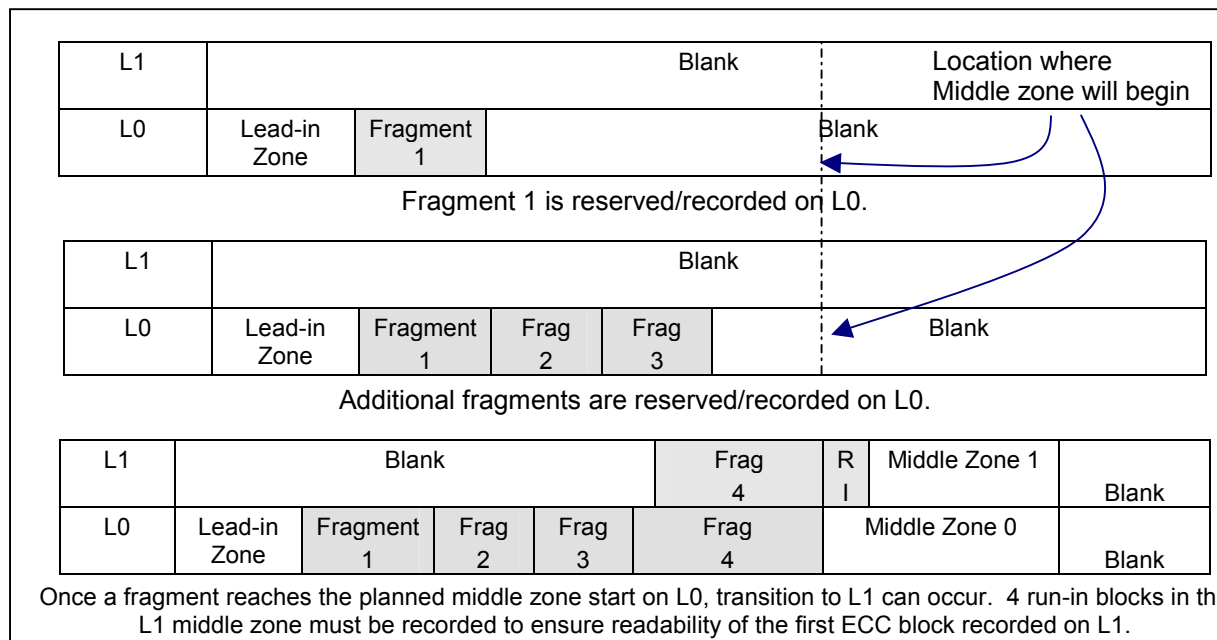 L1 Blank Location where
Middle zone will begin
L0 Lead-in Fragment Blank
Zone 1
Fragment 1 is reserved/recorded on L0.
L1 Blank
L0 Lead-in Fragment Frag Frag Blank
Zone 1 2 3
Additional fragments are reserved/recorded on L0.
L1 Blank Frag R Middle Zone 1
4 I Blank
L0 Lead-in Fragment Frag Frag Frag Middle Zone 0
Zone 1 2 3 4 Blank
Once a fragment reaches the planned middle zone start on L0, transition to L1 can occur. 4 run-in blocks in th
L1 middle zone must be recorded to ensure readability of the first ECC block recorded on L1.